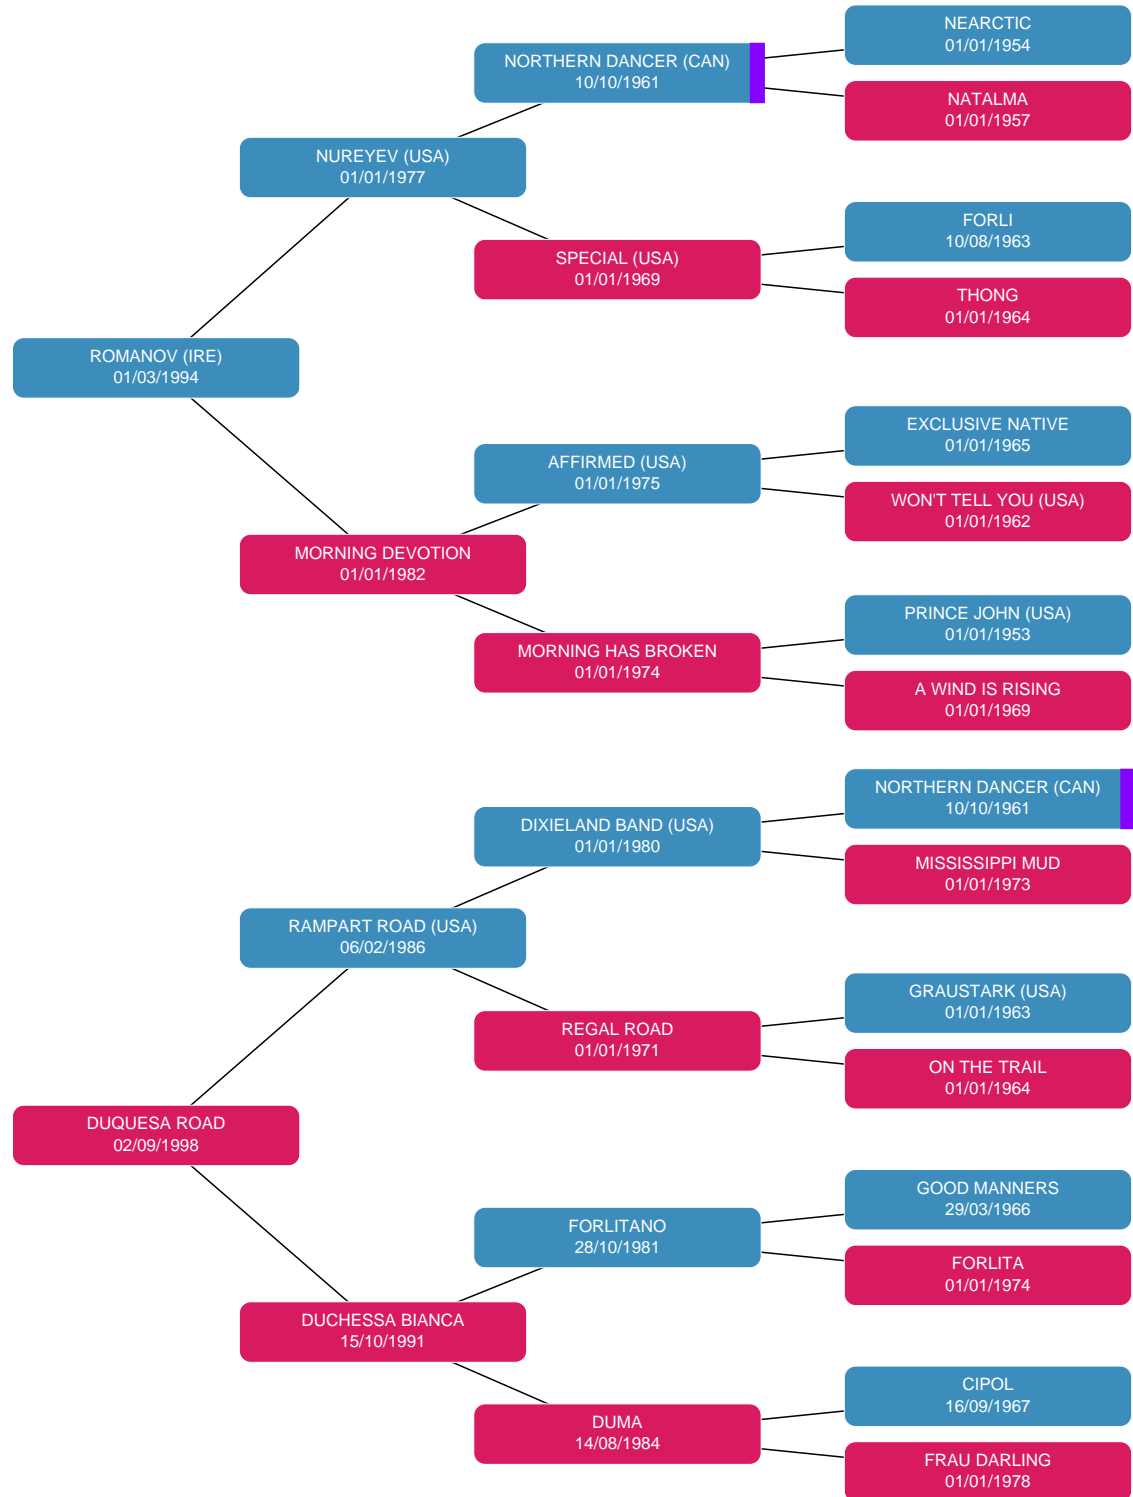 NEARCTIC
01/01/1954
NORTHERN DANCER (CAN)
10/10/1961
NATALMA
01/01/1957
NUREYEV (USA)
01/01/1977
FORLI
10/08/1963
SPECIAL (USA)
01/01/1969
THONG
01/01/1964
ROMANOV (IRE)
01/03/1994
EXCLUSIVE NATIVE
01/01/1965
AFFIRMED (USA)
01/01/1975
WON'T TELL YOU (USA)
01/01/1962
MORNING DEVOTION
01/01/1982
PRINCE JOHN (USA)
01/01/1953
MORNING HAS BROKEN
01/01/1974
A WIND IS RISING
01/01/1969
NORTHERN DANCER (CAN)
10/10/1961
DIXIELAND BAND (USA)
01/01/1980
MISSISSIPPI MUD
01/01/1973
RAMPART ROAD (USA)
06/02/1986
GRAUSTARK (USA)
01/01/1963
REGAL ROAD
01/01/1971
ON THE TRAIL
01/01/1964
DUQUESA ROAD
02/09/1998
GOOD MANNERS
29/03/1966
FORLITANO
28/10/1981
FORLITA
01/01/1974
DUCHESSA BIANCA
15/10/1991
CIPOL
16/09/1967
DUMA
14/08/1984
FRAU DARLING
01/01/1978